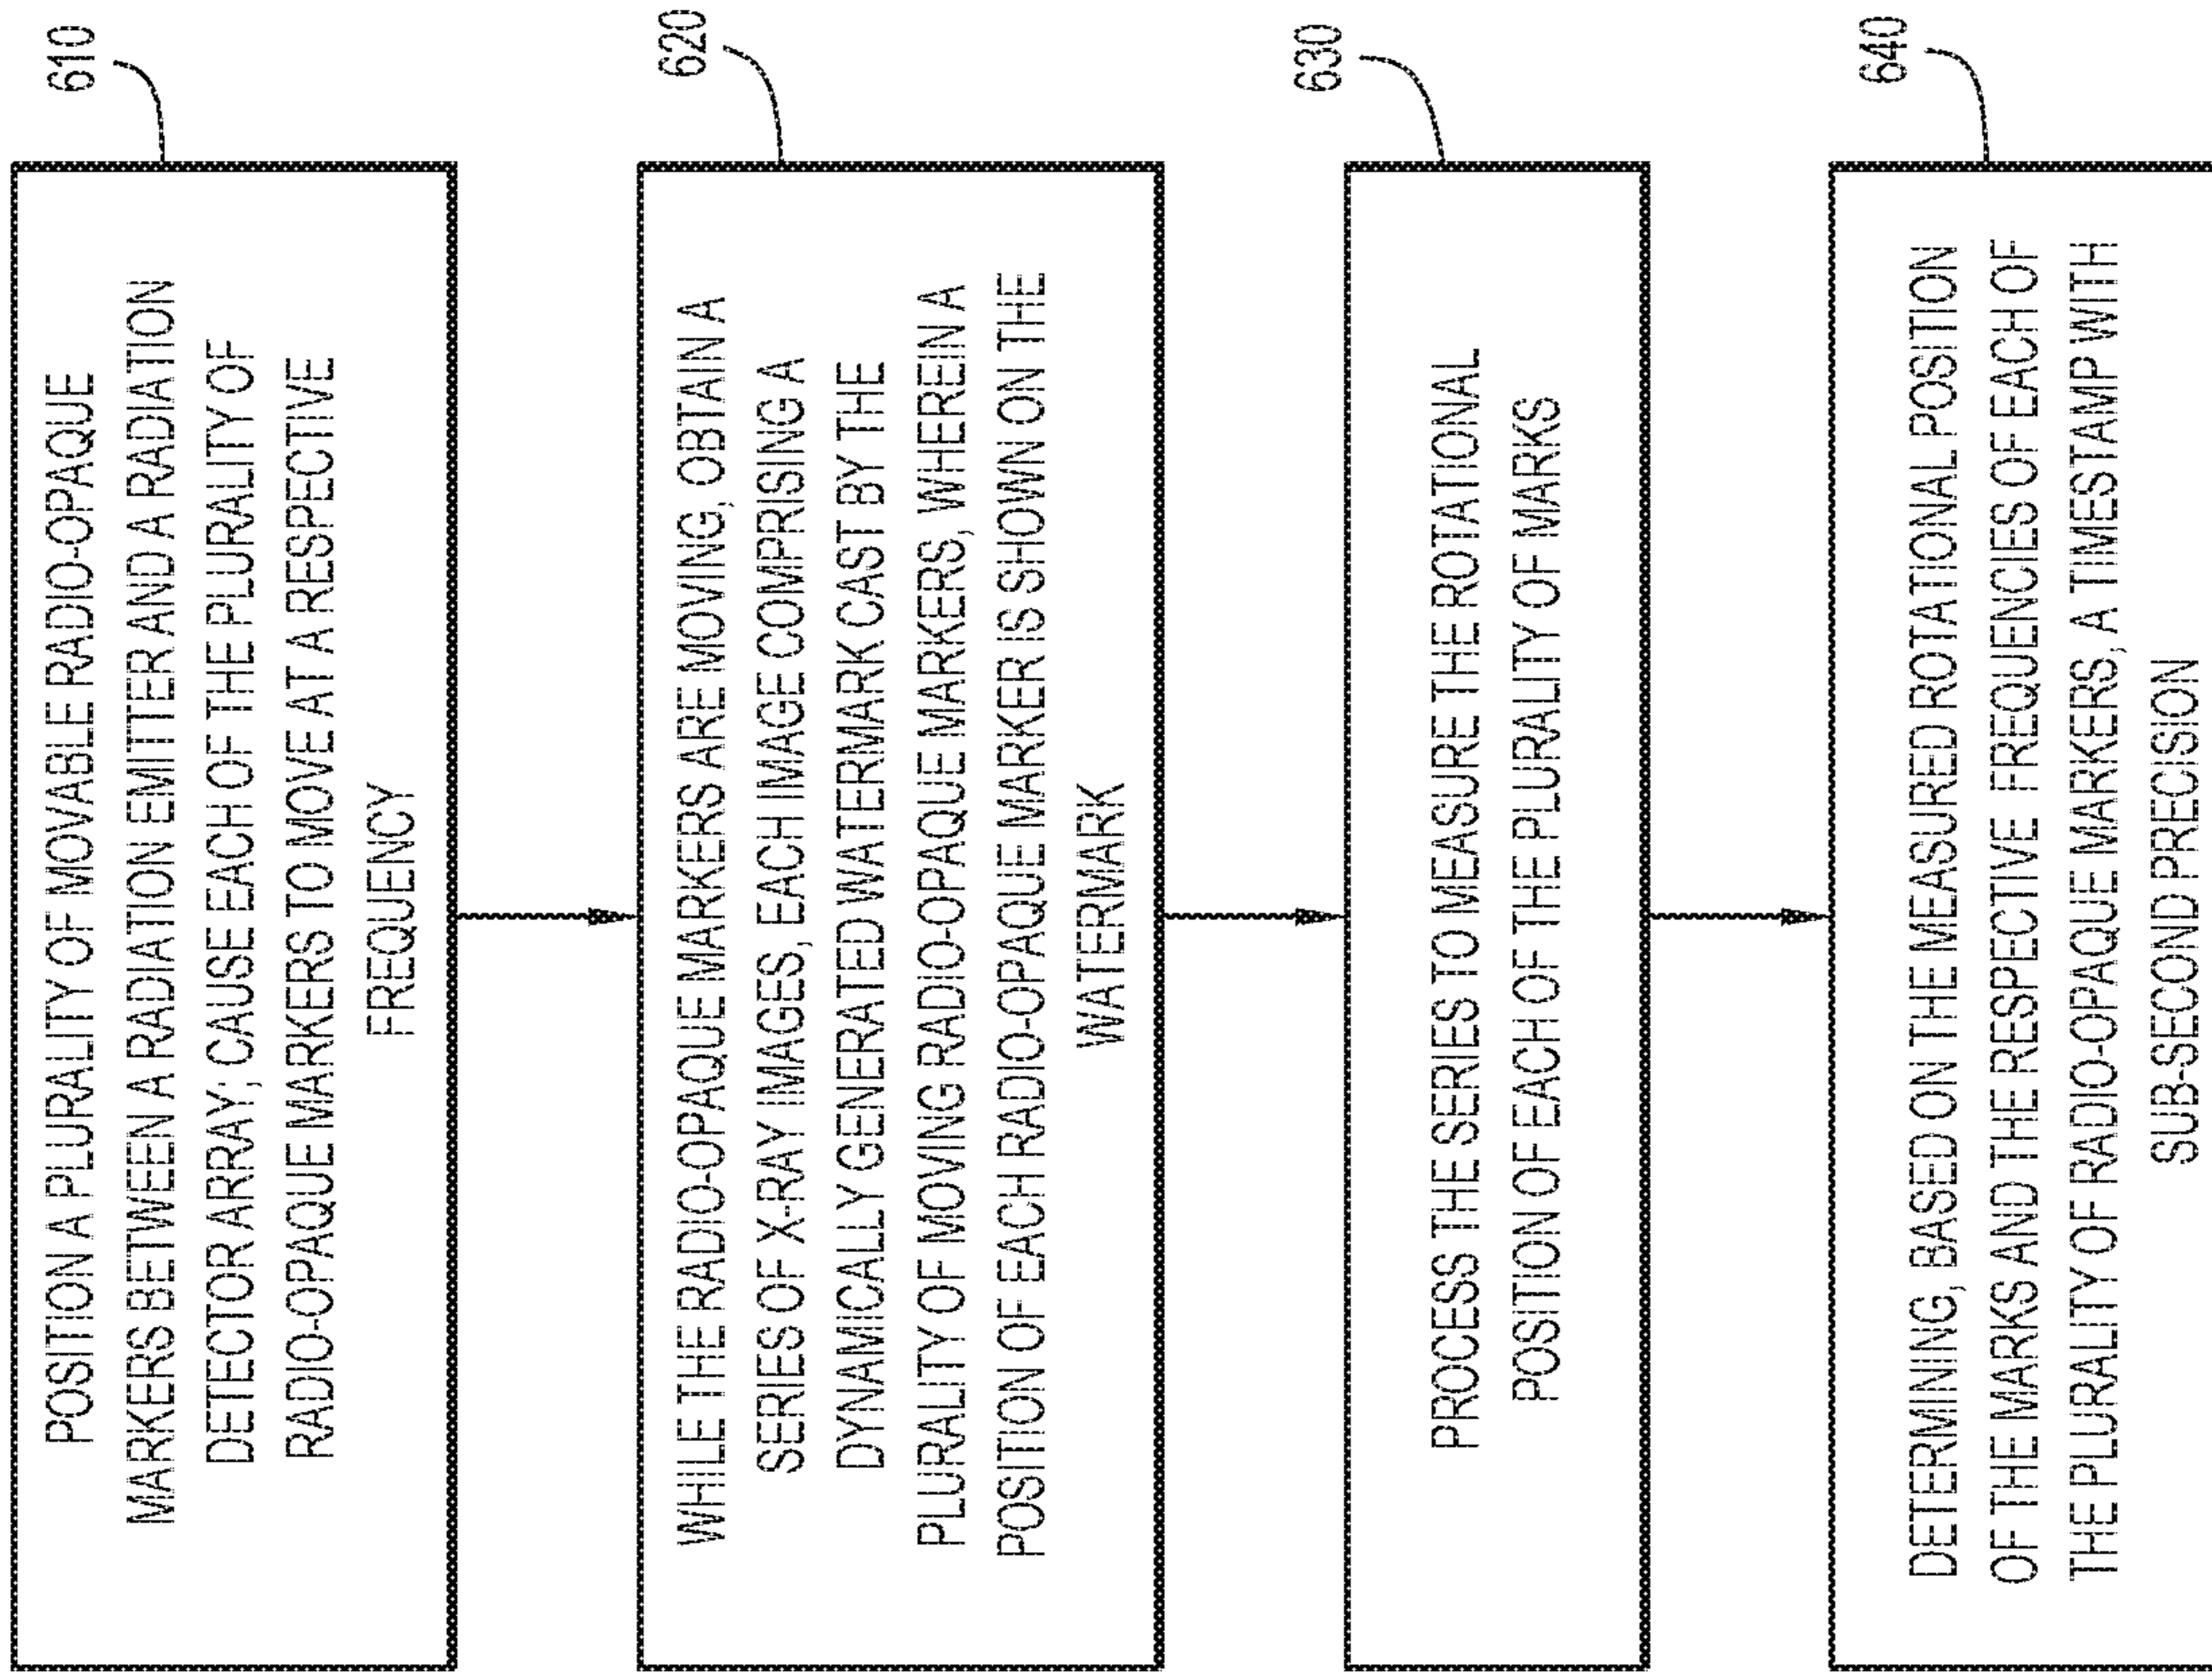 610
POSITION A PLURALITY OF MOVABLE RADIO-OPAQUE
MARKERS BETWEEN A RADIATION EMITTER AND A RADIATION
DETECTOR ARRAY; CAUSE EACH OF THE PLURALITY OF
RADIO-OPAQUE MARKERS TO MOVE AT A RESPECTIVE
FREQUENCY
620
WHILE THE RADIO-OPAQUE MARKERS ARE MOVING, OBTAIN A
SERIES OF X-RAY IMAGES, EACH IMAGE COMPRISING A
DYNAMICALLY GENERATED WATERMARK CAST BY THE
PLURALITY OF MOVING RADIO-OPAQUE MARKERS, WHEREIN A
POSITION OF EACH RADIO-OPAQUE MARKER IS SHOWN ON THE
WATERMARK
630
PROCESS THE SERIES TO MEASURE THE ROTATIONAL
POSITION OF EACH OF THE PLURALITY OF MARKS
640
DETERMINING, BASED ON THE MEASURED ROTATIONAL POSITION
OF THE MARKS AND THE RESPECTIVE FREQUENCIES OF EACH OF
THE PLURALITY OF RADIO-OPAQUE MARKERS, A TIMESTAMP WITH
SUB-SECOND PRECISION